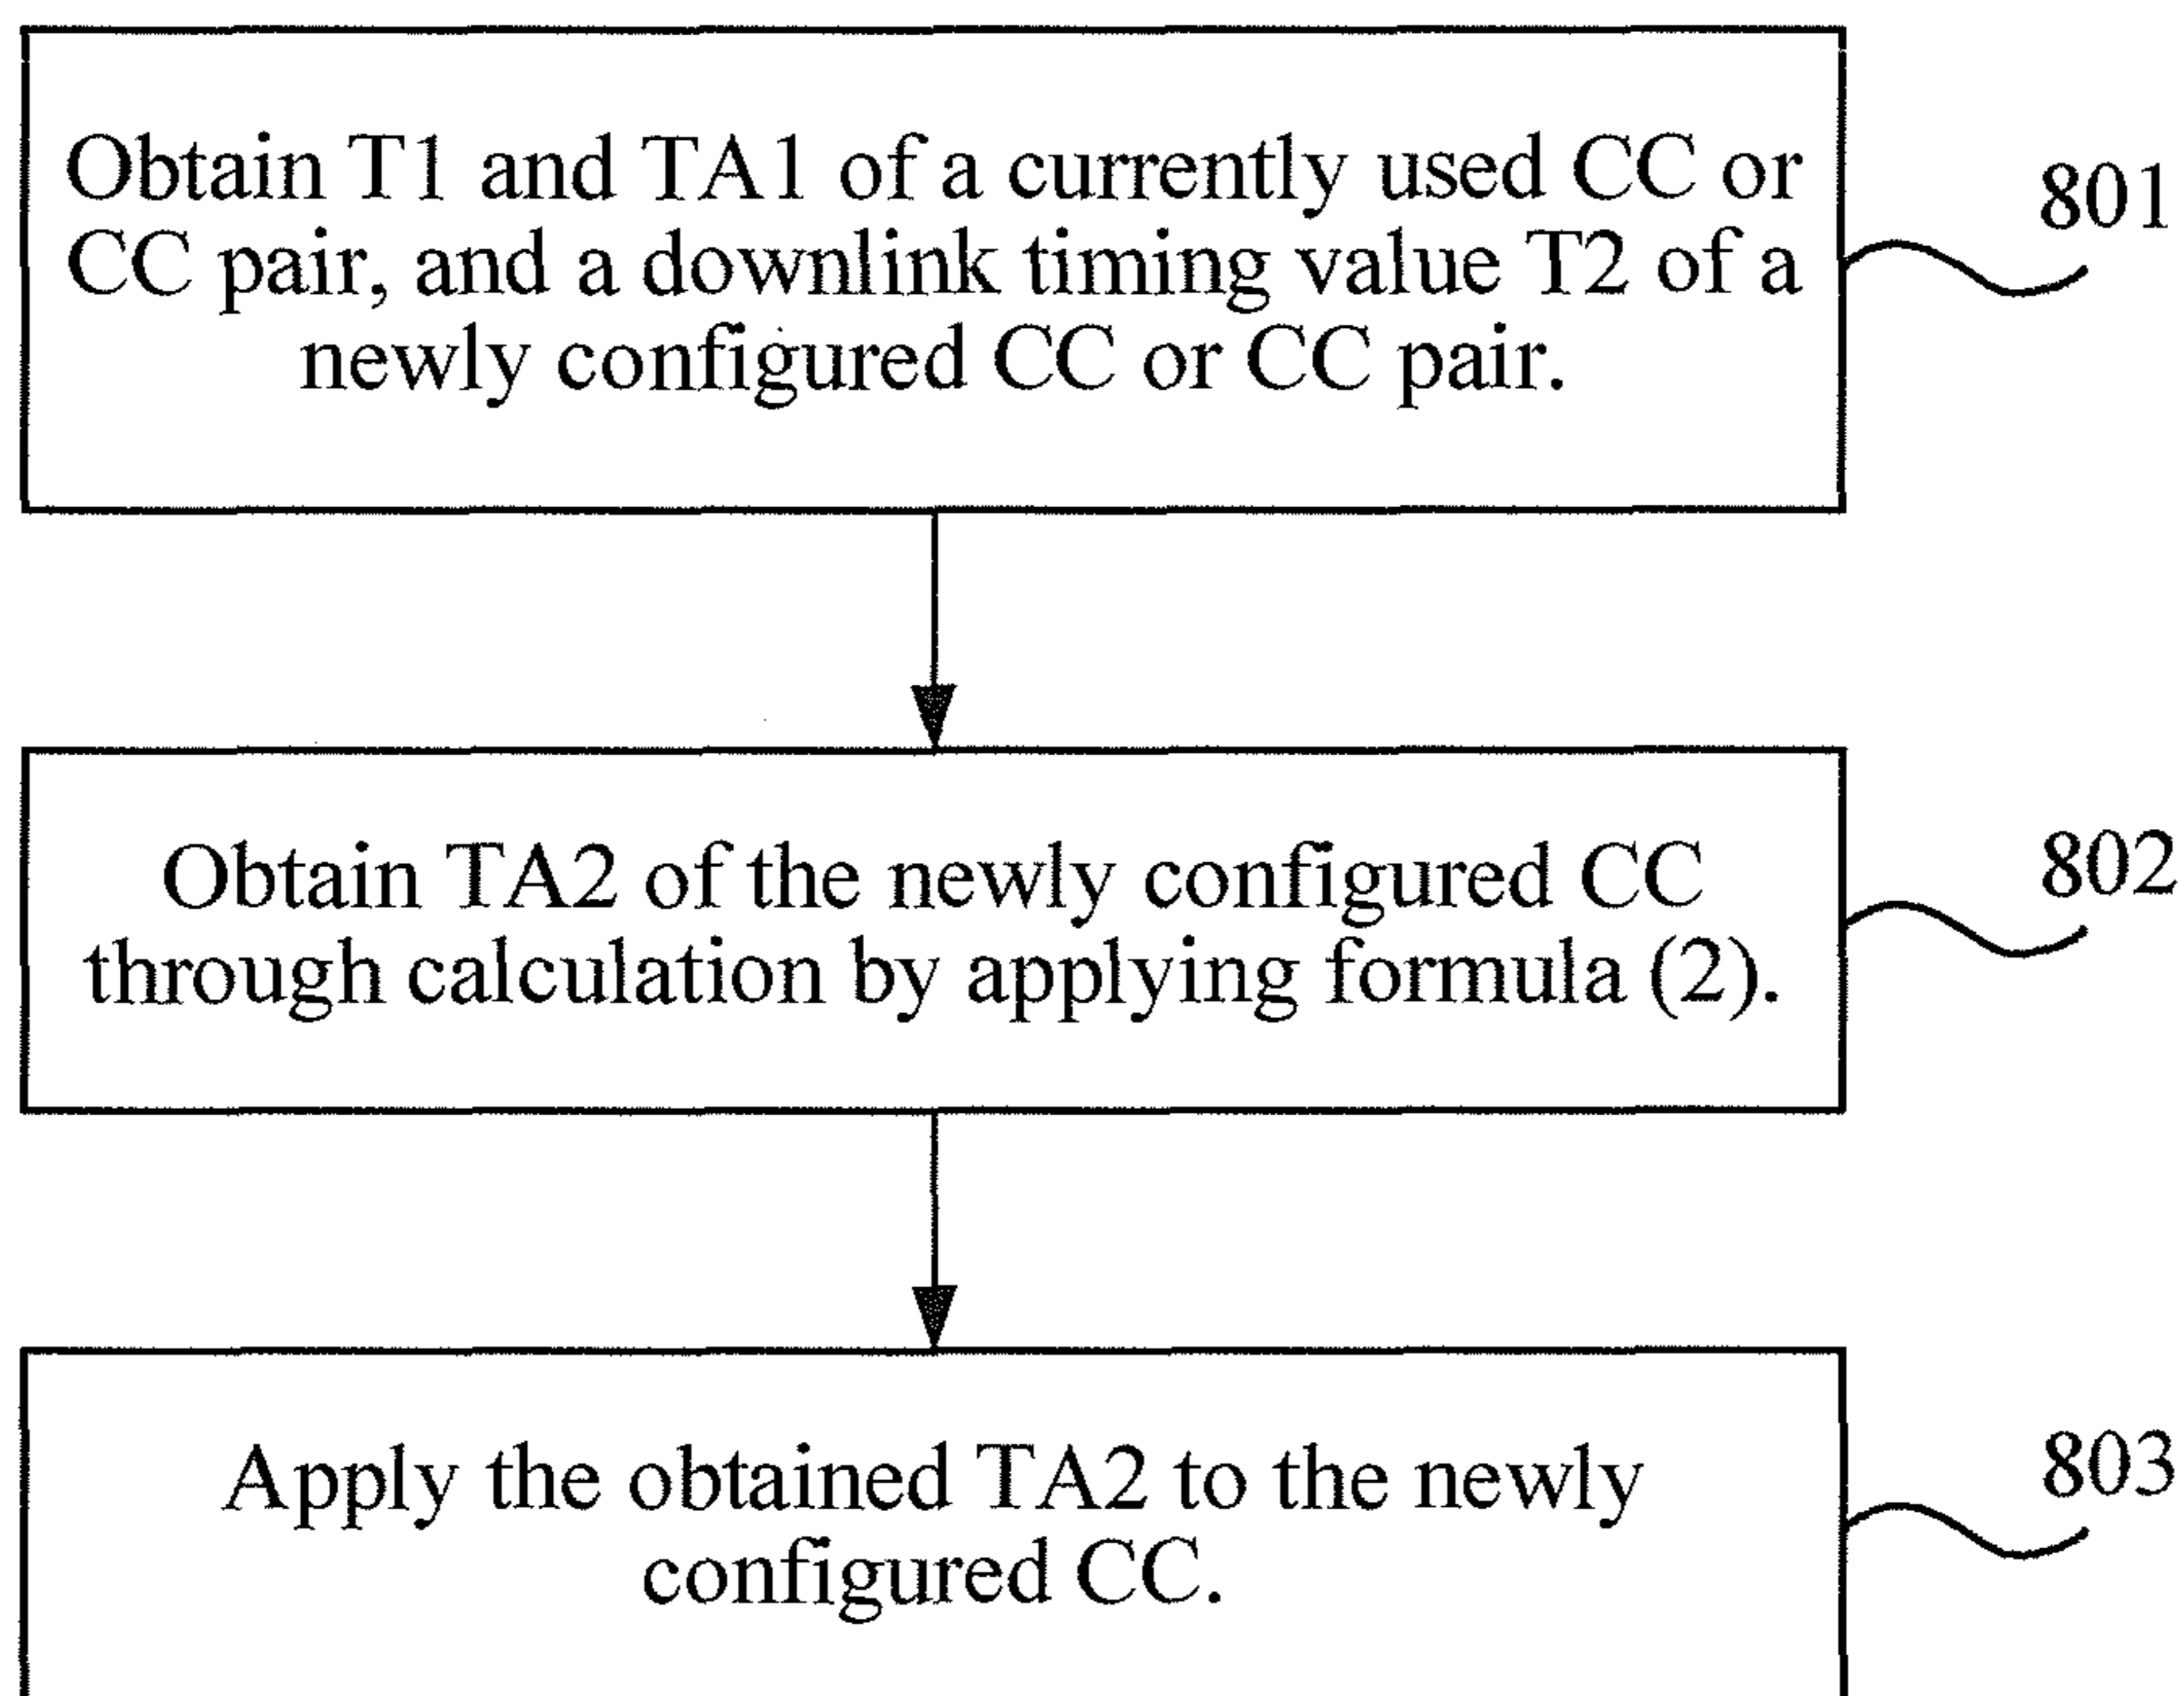 Obtain T1 and TA1 of a currently used CC or
CC pair, and a downlink timing value T2 of a
newly configured CC or CC pair.
801
Obtain TA2 of the newly configured CC
through calculation by applying formula (2).
802
Apply the obtained TA2 to the newly
configured CC.
803